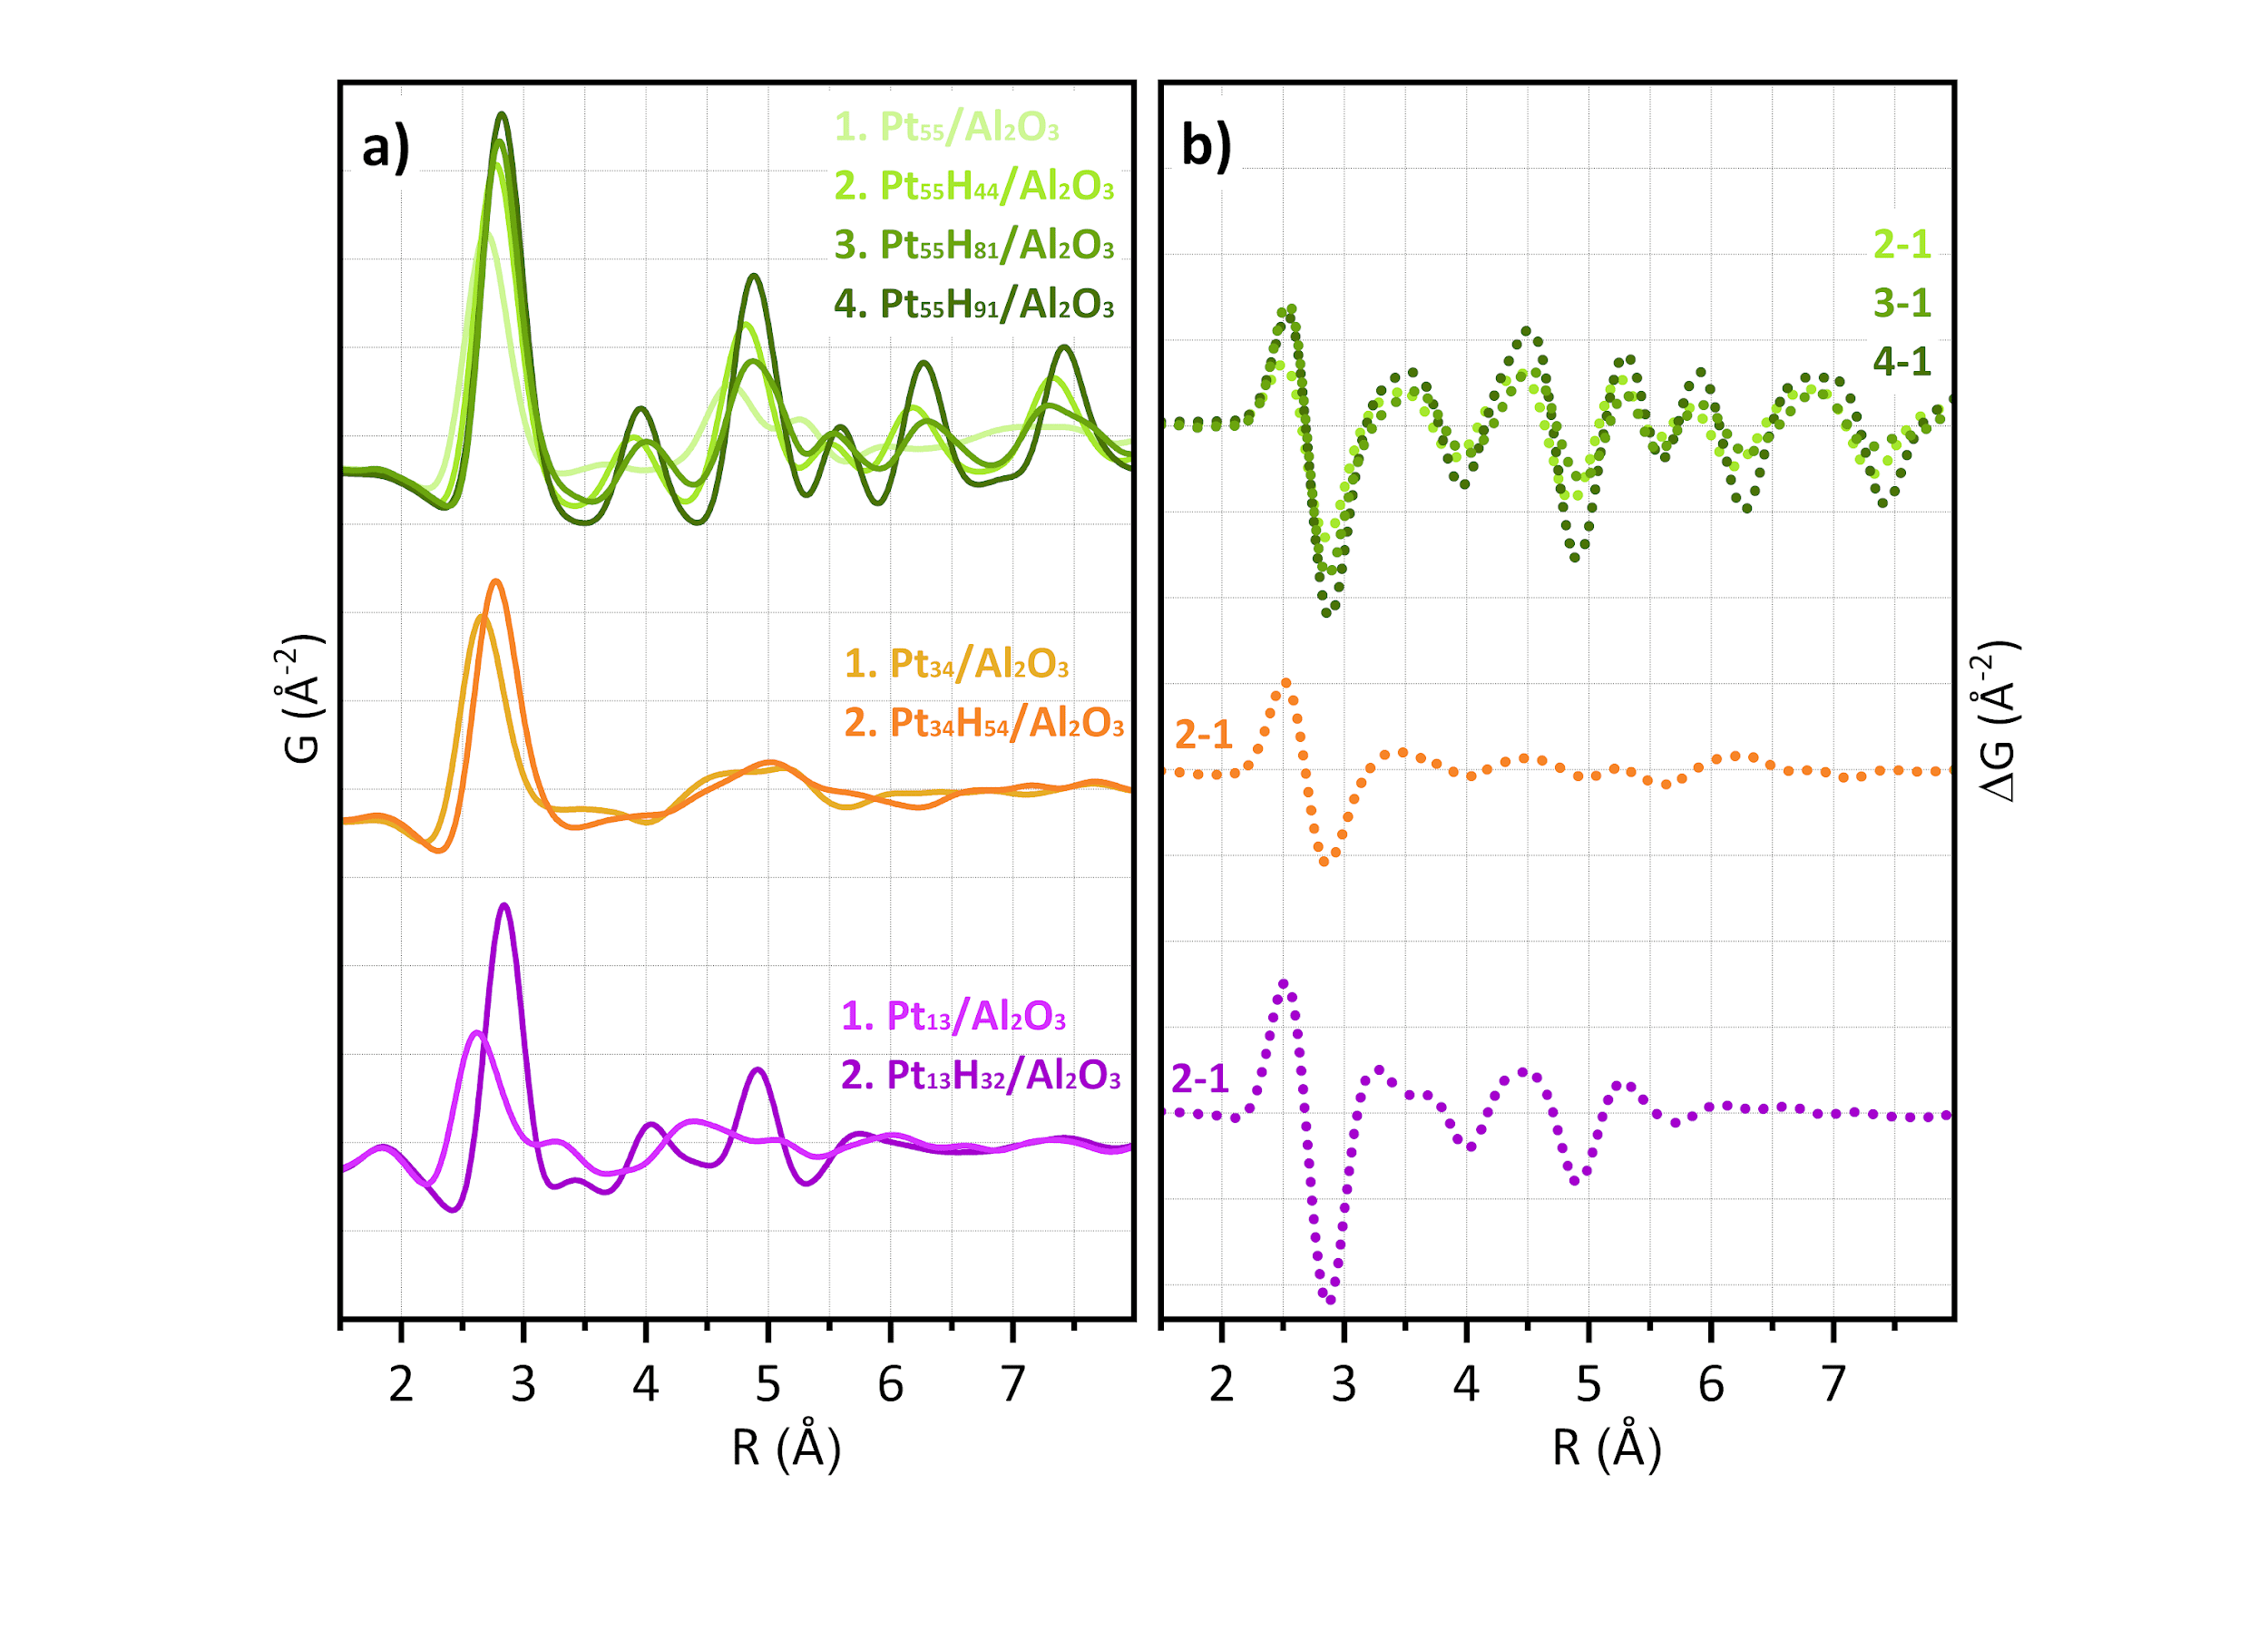 a)
1. Pt₅₅/Al₂O₃
2. Pt₅₅H₄₄/Al₂O₃
3. Pt₅₅H₈₁/Al₂O₃
4. Pt₅₅H₉₁/Al₂O₃
1. Pt₃₄/Al₂O₃
2. Pt₃₄H₅₄/Al₂O₃
1. Pt₁₃/Al₂O₃
2. Pt₁₃H₃₂/Al₂O₃
G (Å⁻²)
2 3 4 5 6 7
R (Å)
b)
2-1
3-1
4-1
2-1
2-1
ΔG (Å⁻²)
2 3 4 5 6 7
R (Å)